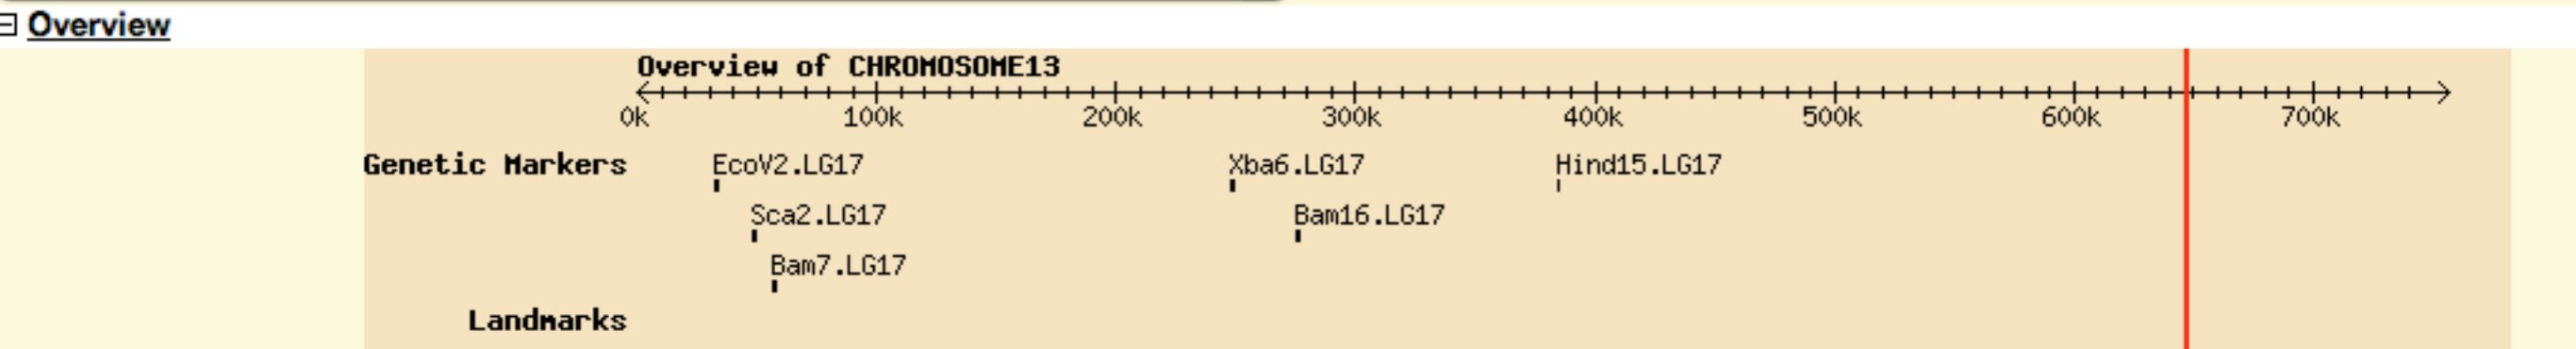 Overview
Overview of CHROMOSOME13
0k 100k 200k 300k 400k 500k 600k 700k
Genetic Markers EcoV2.LG17 Xba6.LG17 Hind15.LG17
Sca2.LG17 Bam16.LG17
Bam7.LG17
Landmarks